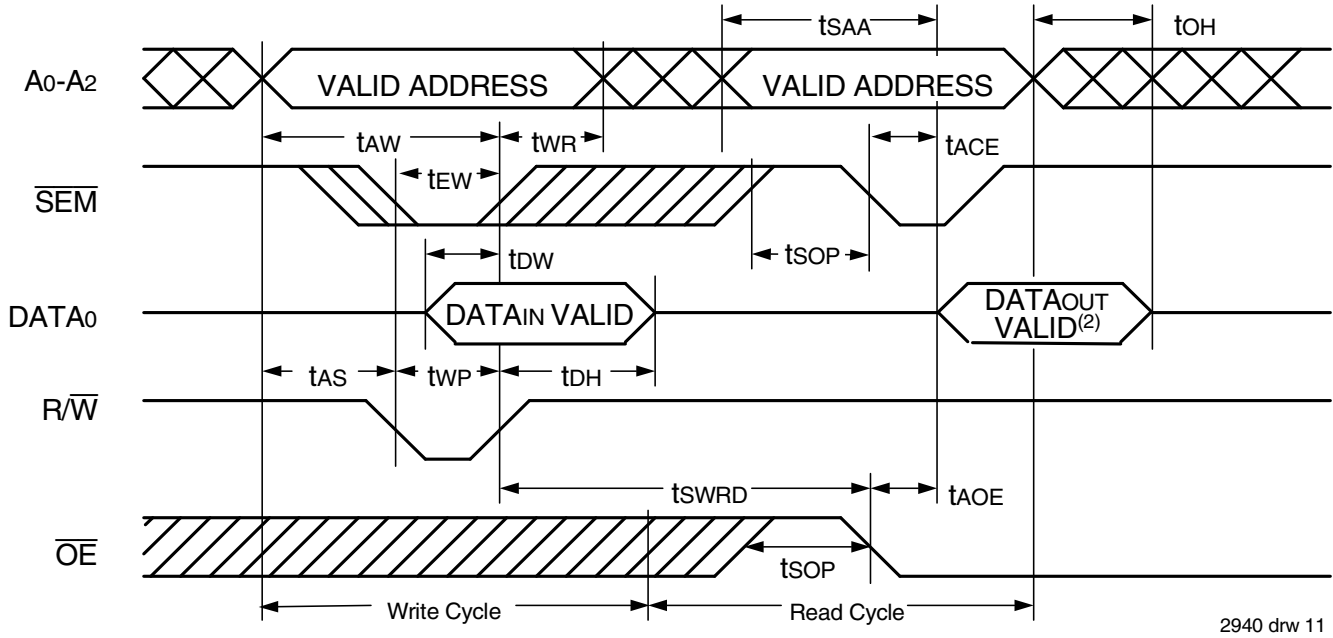 tSAA
tOH
A0-A2
VALID ADDRESS
VALID ADDRESS
tAW
tWR
tACE
tEW
SEM
tSOP
tDW
DATA0
DATAIN VALID
DATAOUT
VALID(2)
tAS
tWP
tDH
R/W
tSWRD
tAOE
OE
tSOP
Write Cycle
Read Cycle
2940 drw 11